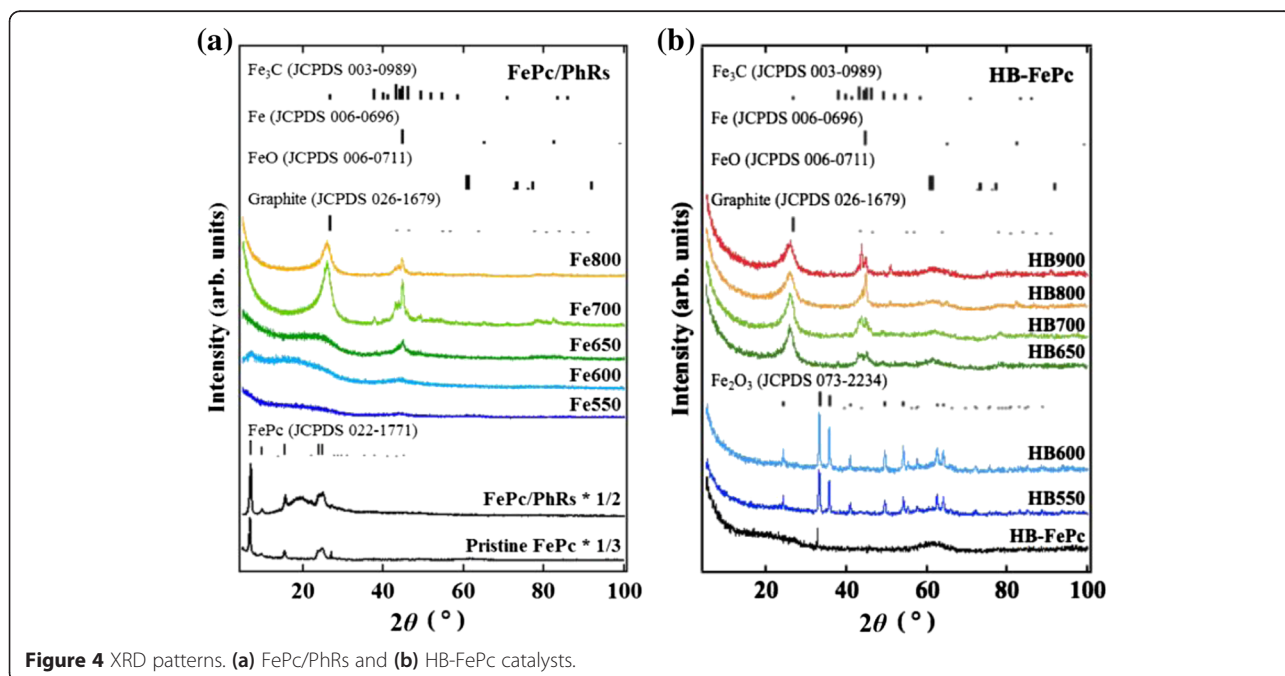 (a)
Fe₃C (JCPDS 003-0989)
FePc/PhRs
Fe (JCPDS 006-0696)
FeO (JCPDS 006-0711)
Graphite (JCPDS 026-1679)
Fe800
Fe700
Fe650
Fe600
Fe550
FePc (JCPDS 022-1771)
FePc/PhRs * 1/2
Pristine FePc * 1/3
Intensity (arb. units)
20 40 60 80 100
2θ (°)
(b)
Fe₃C (JCPDS 003-0989)
HB-FePc
Fe (JCPDS 006-0696)
FeO (JCPDS 006-0711)
Graphite (JCPDS 026-1679)
HB900
HB800
HB700
HB650
Fe₂O₃ (JCPDS 073-2234)
HB600
HB550
HB-FePc
Intensity (arb. units)
20 40 60 80 100
2θ (°)
Figure 4 XRD patterns. (a) FePc/PhRs and (b) HB-FePc catalysts.